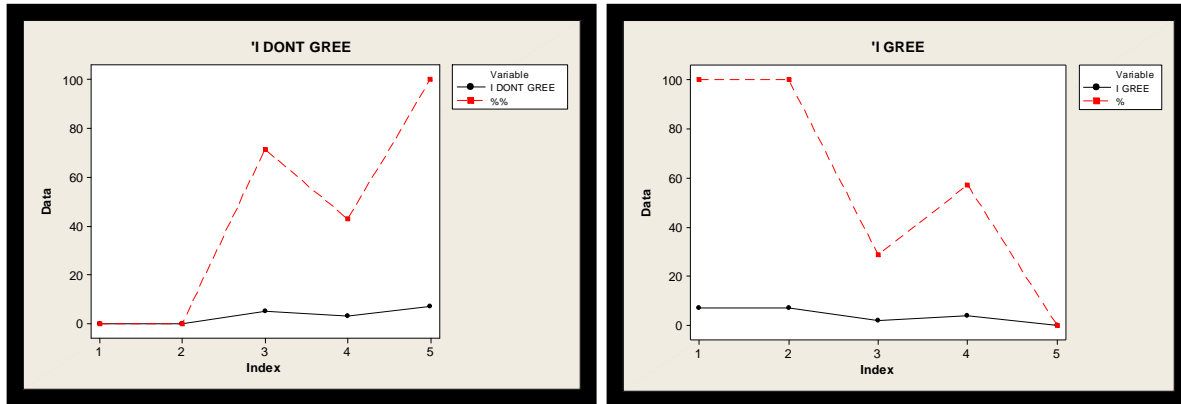 'I DONT GREE
Variable
I DONT GREE
%%
100
80
60
40
20
0
Data
1 2 3 4 5
Index
'I GREE
Variable
I GREE
%
100
80
60
40
20
0
Data
1 2 3 4 5
Index